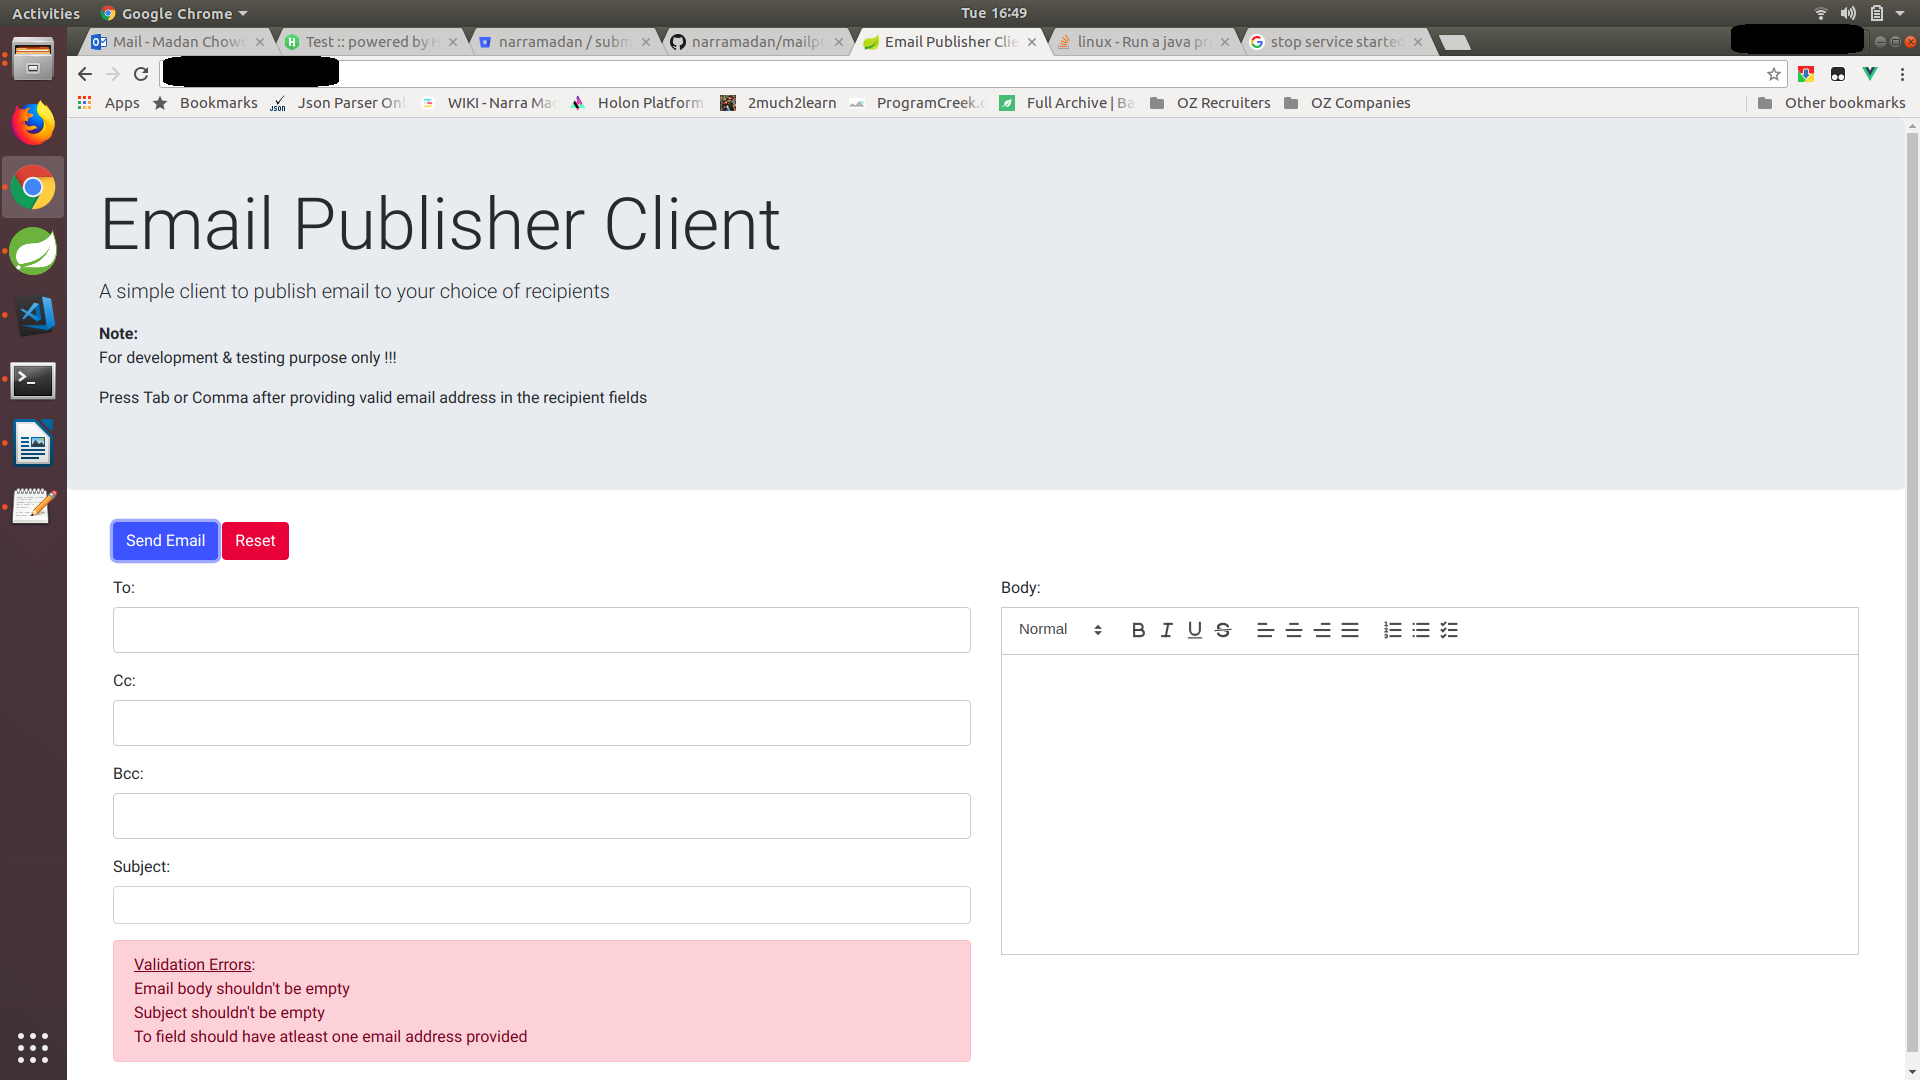 Activities Google Chrome Tue 16:49
Mail - Madan Chow Test :: powered by narramadan / subm narramadan/mailpu Email Publisher Clie linux - Run a java pr stop service started
Apps Bookmarks Json Parser Onl WIKI - Narra Mad Holon Platform 2much2learn ProgramCreek.c Full Archive | Ba OZ Recruiters OZ Companies Other bookmarks
Email Publisher Client
A simple client to publish email to your choice of recipients
Note:
For development & testing purpose only !!!
Press Tab or Comma after providing valid email address in the recipient fields
Send Email Reset
To:
Cc:
Bcc:
Subject:
Validation Errors:
Email body shouldn't be empty
Subject shouldn't be empty
To field should have atleast one email address provided
Body:
Normal